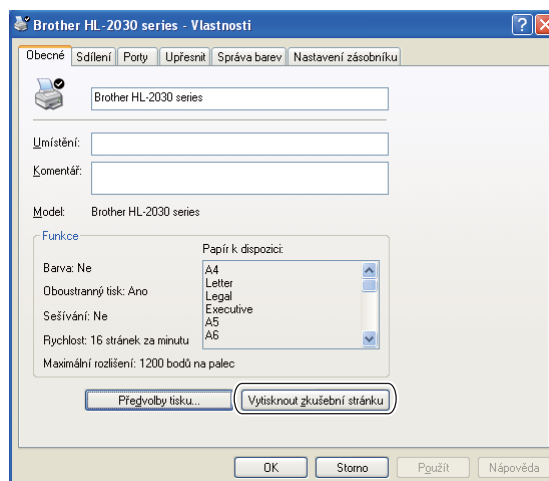 Brother HL-2030 series - Vlastnosti
Obecné Sdílení Porty Upřesnit Správa barev Nastavení zásobníku
Brother HL-2030 series
Umístění:
Komentář:
Model: Brother HL-2030 series
Funkce
Papír k dispozici:
Barva: Ne
Oboustranný tisk: Ano
Sešívání: Ne
Rychlost: 16 stránek za minutu
Maximální rozlišení: 1200 bodů na palec
A4
Letter
Legal
Executive
A5
A6
Předvolby tisku... Vytisknout zkušební stránku
OK Storno Použít Nápověda